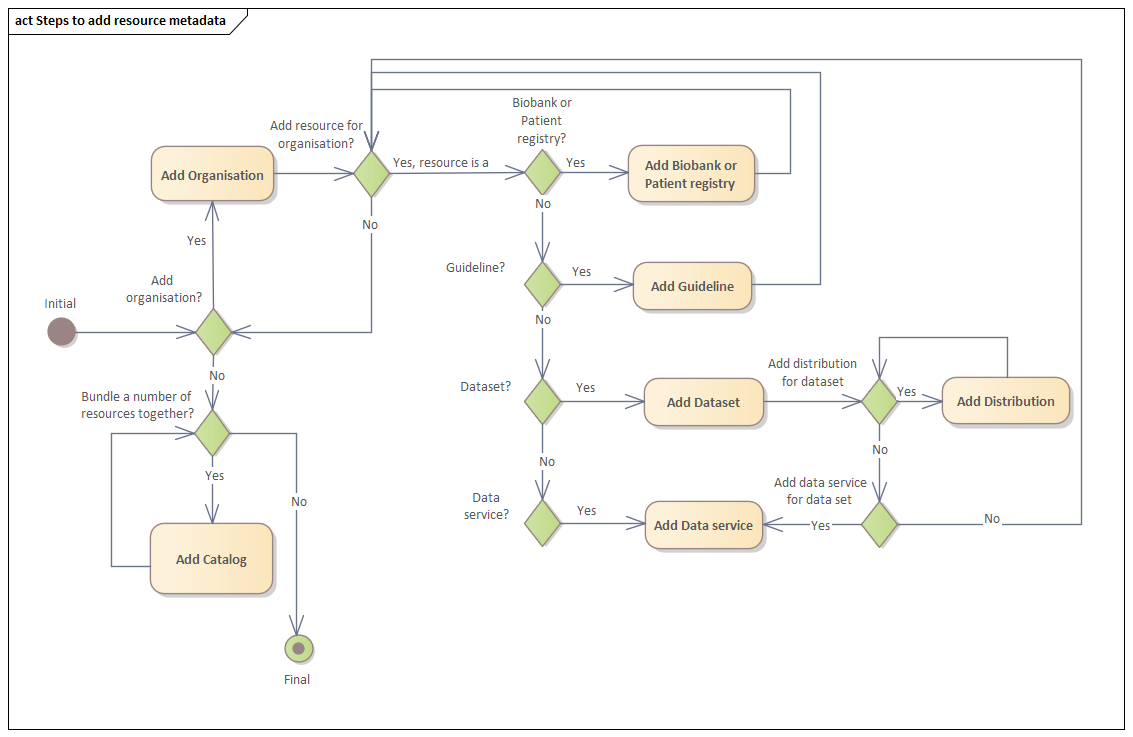 act Steps to add resource metadata
Biobank or
Patient
registry?
Add resource for
organisation?
Add Organisation
Yes, resource is a
Yes
Add Biobank or
Patient registry
No
No
Yes
Guideline?
Yes
Add Guideline
Add
organisation?
Initial
No
No
Bundle a number of
resources together?
Dataset?
Yes
Add Dataset
Add distribution
for dataset
Yes
Add Distribution
No
No
Yes
No
Add Catalog
Data
service?
Yes
Add Data service
Add data service
for data set
Yes
No
Final